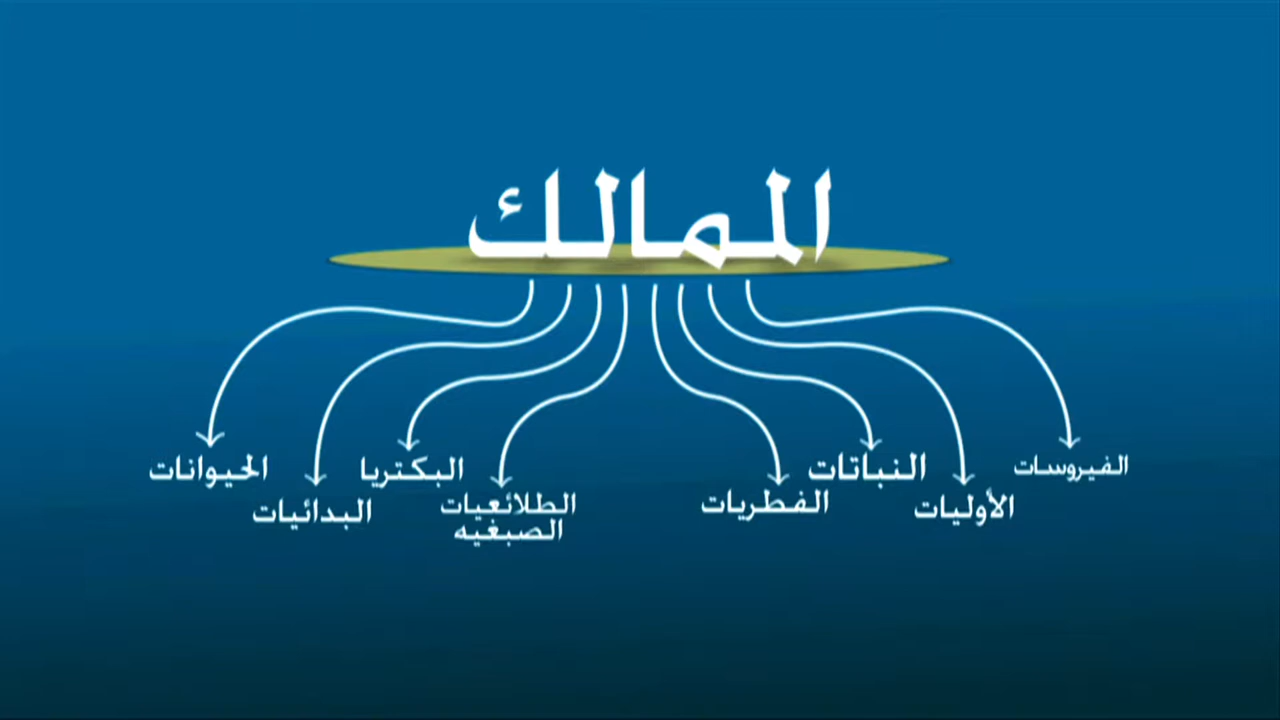 الممالك
الفيروسات
الأوليات
النباتات
الفطريات
الطلائعيات
الصبغيه
البكتريا
البدائيات
الحيوانات